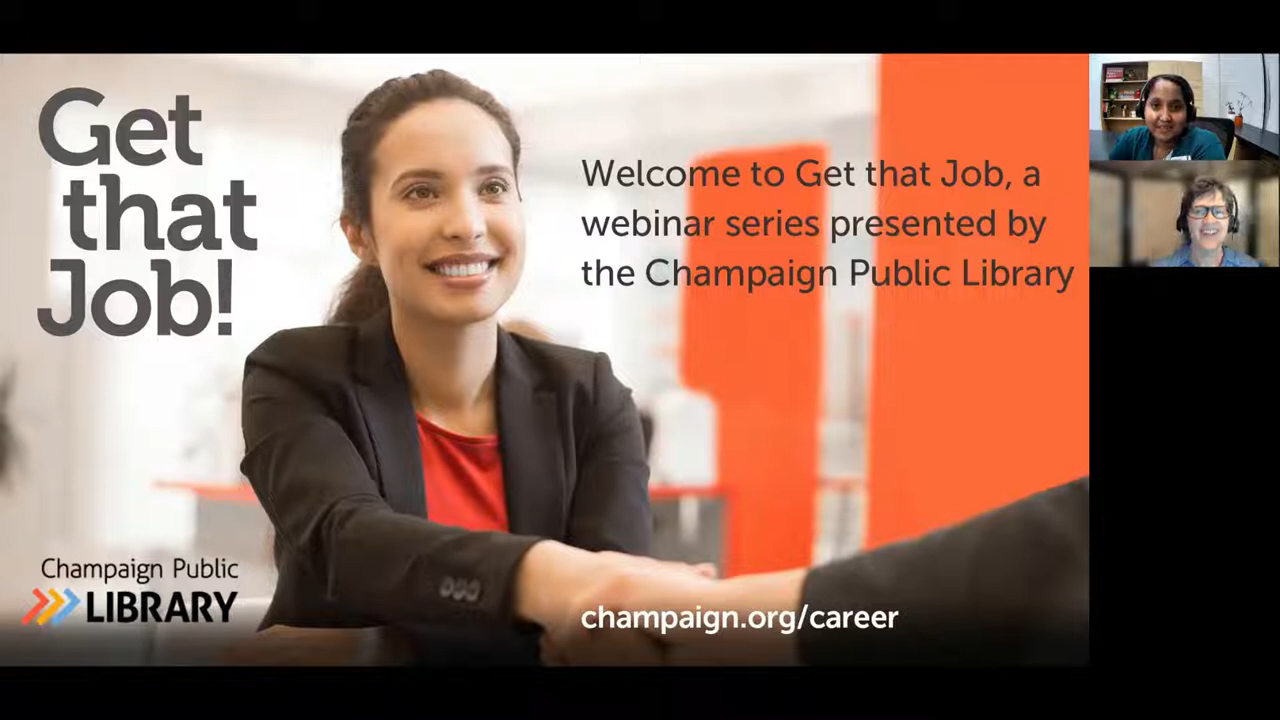 Get
that
Job!
Welcome to Get that Job, a
webinar series presented by
the Champaign Public Library
Champaign Public
LIBRARY
champaign.org/career